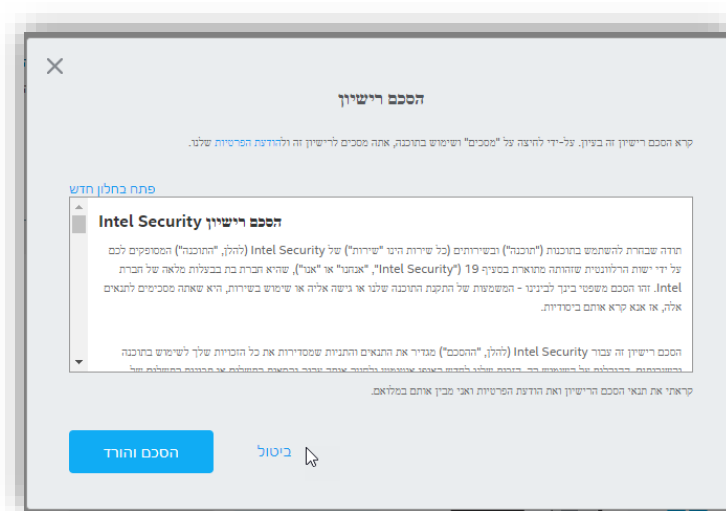 הסכם רישיון
קרא הסכם רישיון זה בעיון. על-ידי לחיצה על "מסכים" ושימוש בתוכנה, אתה מסכים לרישיון זה ולהודעת הפרטיות שלנו.
פתח בחלון חדש
הסכם רישיון Intel Security
תודה שבחרת להשתמש בתוכנות ("תוכנה") ובשירותים (כל שירות הינו "שירות") של Intel Security (להלן, "התוכנה") המסופקים לכם
על ידי ישות הרלוונטית שזהותה מתוארת בסעיף 19 ("Intel Security", "אנחנו" או "אנו"), שהיא חברת בת בבעלות מלאה של חברת
Intel. זהו הסכם משפטי בינך לבינינו - המשמעות של התקנת התוכנה שלנו או גישה אליה או שימוש בשירות, היא שאתה מסכימים לתנאים
אלה, אז אנא קרא אותם ביסודיות.
הסכם רישיון זה עבור Intel Security (להלן, "ההסכם") מגדיר את התנאים והתניות שמסדירות את כל הזכויות שלך לשימוש בתוכנה
קראתי את תנאי הסכם הרישיון ואת הודעת הפרטיות ואני מבין אותם במלואם.
הסכם והורד
ביטול